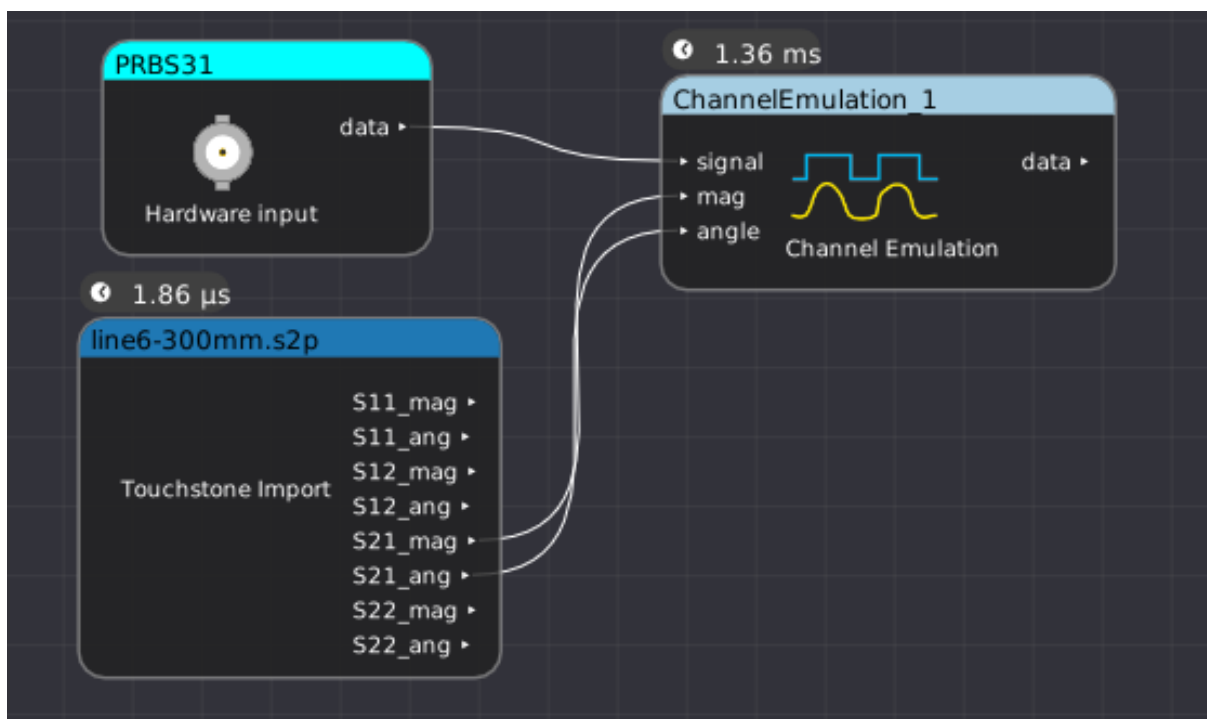 PRBS31
data
Hardware input
1.36 ms
ChannelEmulation_1
signal
mag
angle
data
Channel Emulation
1.86 µs
line6-300mm.s2p
Touchstone Import
S11_mag
S11_ang
S12_mag
S12_ang
S21_mag
S21_ang
S22_mag
S22_ang